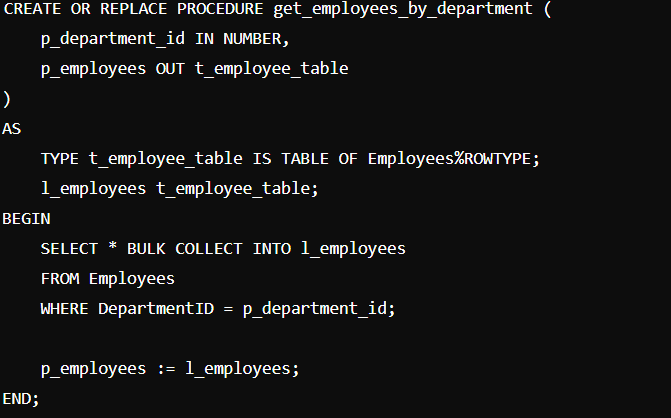 CREATE OR REPLACE PROCEDURE get_employees_by_department (
    p_department_id IN NUMBER,
    p_employees OUT t_employee_table
)
AS
    TYPE t_employee_table IS TABLE OF Employees%ROWTYPE;
    l_employees t_employee_table;
BEGIN
    SELECT * BULK COLLECT INTO l_employees
    FROM Employees
    WHERE DepartmentID = p_department_id;

    p_employees := l_employees;
END;